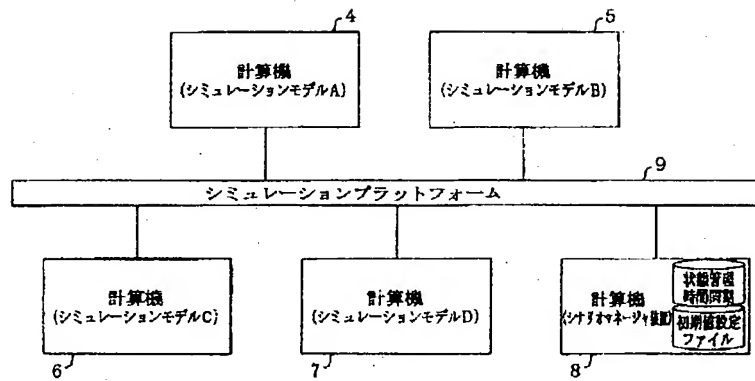 4
5
計算機
(シミュレーションモデルA)
計算機
(シミュレーションモデルB)
9
シミュレーションプラットフォーム
計算機
(シミュレーションモデルC)
計算機
(シミュレーションモデルD)
計算機
(シナリオマネージャ装置)
状態管理
時間同期
初期値設定
ファイル
6
7
8